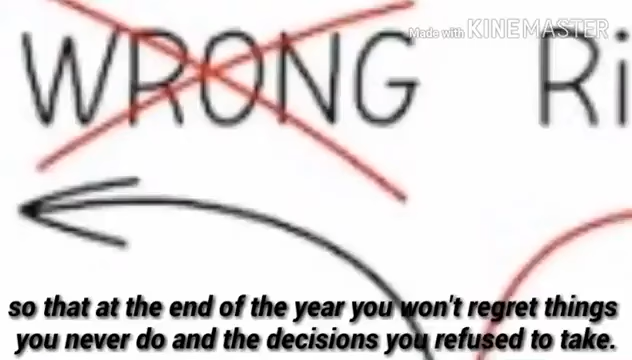 Made with KINEMASTER
WRONG Ri
so that at the end of the year you won't regret things
you never do and the decisions you refused to take.